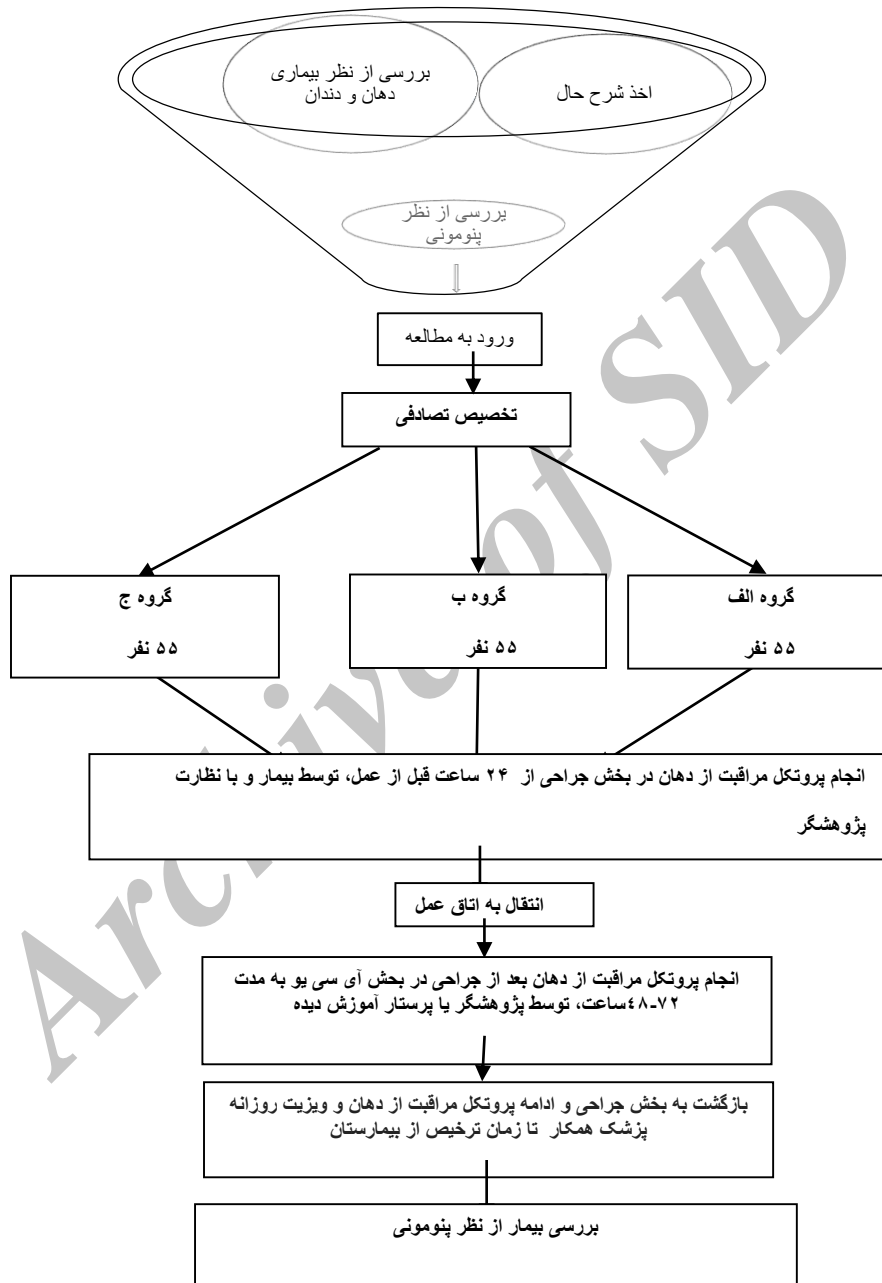 اخذ شرح حال
بررسی از نظر بیماری
دهان و دندان
یررسی از نظر
پنومونی
ورود به مطالعه
تخصیص تصادفی
گروه الف
۵۵ نفر
گروه ب
۵۵ نفر
گروه ج
۵۵ نفر
انجام پروتکل مراقبت از دهان در بخش جراحی از ۲۴ ساعت قبل از عمل، توسط بیمار و با نظارت
پژوهشگر
انتقال به اتاق عمل
انجام پروتکل مراقبت از دهان بعد از جراحی در بحش آی سی یو به مدت
۷۲-٤۸ساعت، توسط پژوهشگر یا پرستار آموزش دیده
بازگشت به بخش جراحی و ادامه پروتکل مراقبت از دهان و ویزیت روزانه
پزشک همکار تا زمان ترخیص از بیمارستان
بررسی بیمار از نظر پنومونی
Archive of SID